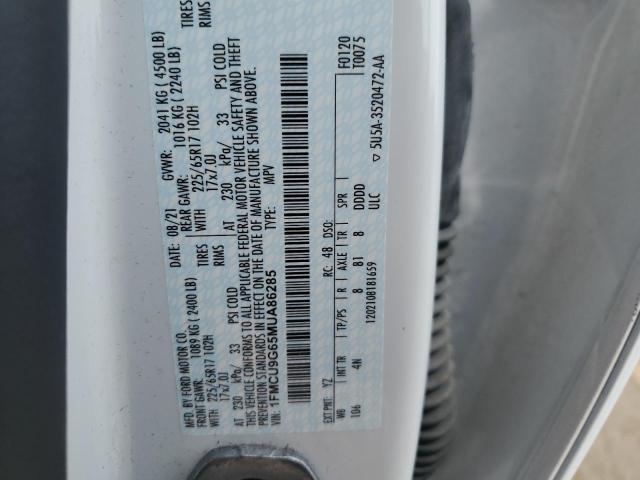 MFD. BY FORD MOTOR CO.
DATE: 08/21 GVWR: 2041 KG ( 4500 LB)
FRONT GAWR: 1089 KG ( 2400 LB) REAR GAWR: 1016 KG ( 2240 LB)
WITH 225/65R17 102H TIRES WITH 225/65R17 102H TIRES
17x7.0J RIMS 17x7.0J RIMS
AT 230 kPa/ 33 PSI COLD AT 230 kPa/ 33 PSI COLD
THIS VEHICLE CONFORMS TO ALL APPLICABLE FEDERAL MOTOR VEHICLE SAFETY AND THEFT
PREVENTION STANDARDS IN EFFECT ON THE DATE OF MANUFACTURE SHOWN ABOVE.
VIN: 1FMCU9G65MUA86285 TYPE: MPV
F0120
T0075
EXT PNT: YZ RC: 48 DSO:
WB INT TR TP/PS R AXLE TR SPR
106 4N 8 B1 8 DDDD
ULC
1202108181659 ▽ 5U5A-3520472-AA